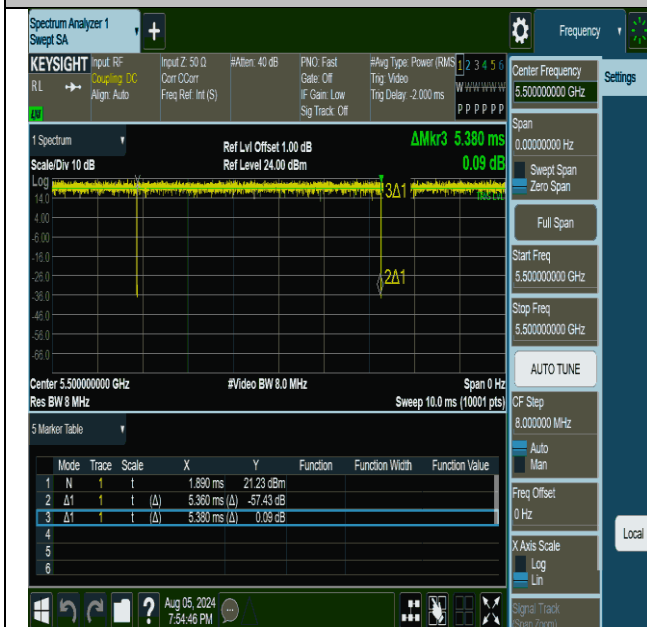 Spectrum Analyzer 1
Swept SA
Frequency
KEYSIGHT
RL
Input: RF
Coupling: DC
Align: Auto
Input Z: 50 Ω
Corr CCorr
Freq Ref: Int (S)
#Atten: 40 dB
PNO: Fast
Gate: Off
IF Gain: Low
Sig Track: Off
#Avg Type: Power (RMS
Trig: Video
Trig Delay: -2.000 ms
1 2 3 4 5 6
W W W W W W
P P P P P P
1 Spectrum
Scale/Div 10 dB
Log
Ref Lvl Offset 1.00 dB
Ref Level 24.00 dBm
ΔMkr3 5.380 ms
0.09 dB
14.0
4.00
-6.00
-16.0
-26.0
-36.0
-46.0
-56.0
-66.0
3Δ1
2Δ1
Center 5.500000000 GHz
Res BW 8 MHz
#Video BW 8.0 MHz
Span 0 Hz
Sweep 10.0 ms (10001 pts)
5 Marker Table
Mode Trace Scale X Y Function Function Width Function Value
1 N 1 t 1.890 ms 21.23 dBm
2 Δ1 1 t (Δ) 5.360 ms (Δ) -57.43 dB
3 Δ1 1 t (Δ) 5.380 ms (Δ) 0.09 dB
4
5
6
Aug 05, 2024
7:54:46 PM
Center Frequency
5.500000000 GHz
Span
0.00000000 Hz
Swept Span
Zero Span
Full Span
Start Freq
5.500000000 GHz
Stop Freq
5.500000000 GHz
AUTO TUNE
CF Step
8.000000 MHz
Auto
Man
Freq Offset
0 Hz
X Axis Scale
Log
Lin
Signal Track
(Span Zoom)
Settings
Local